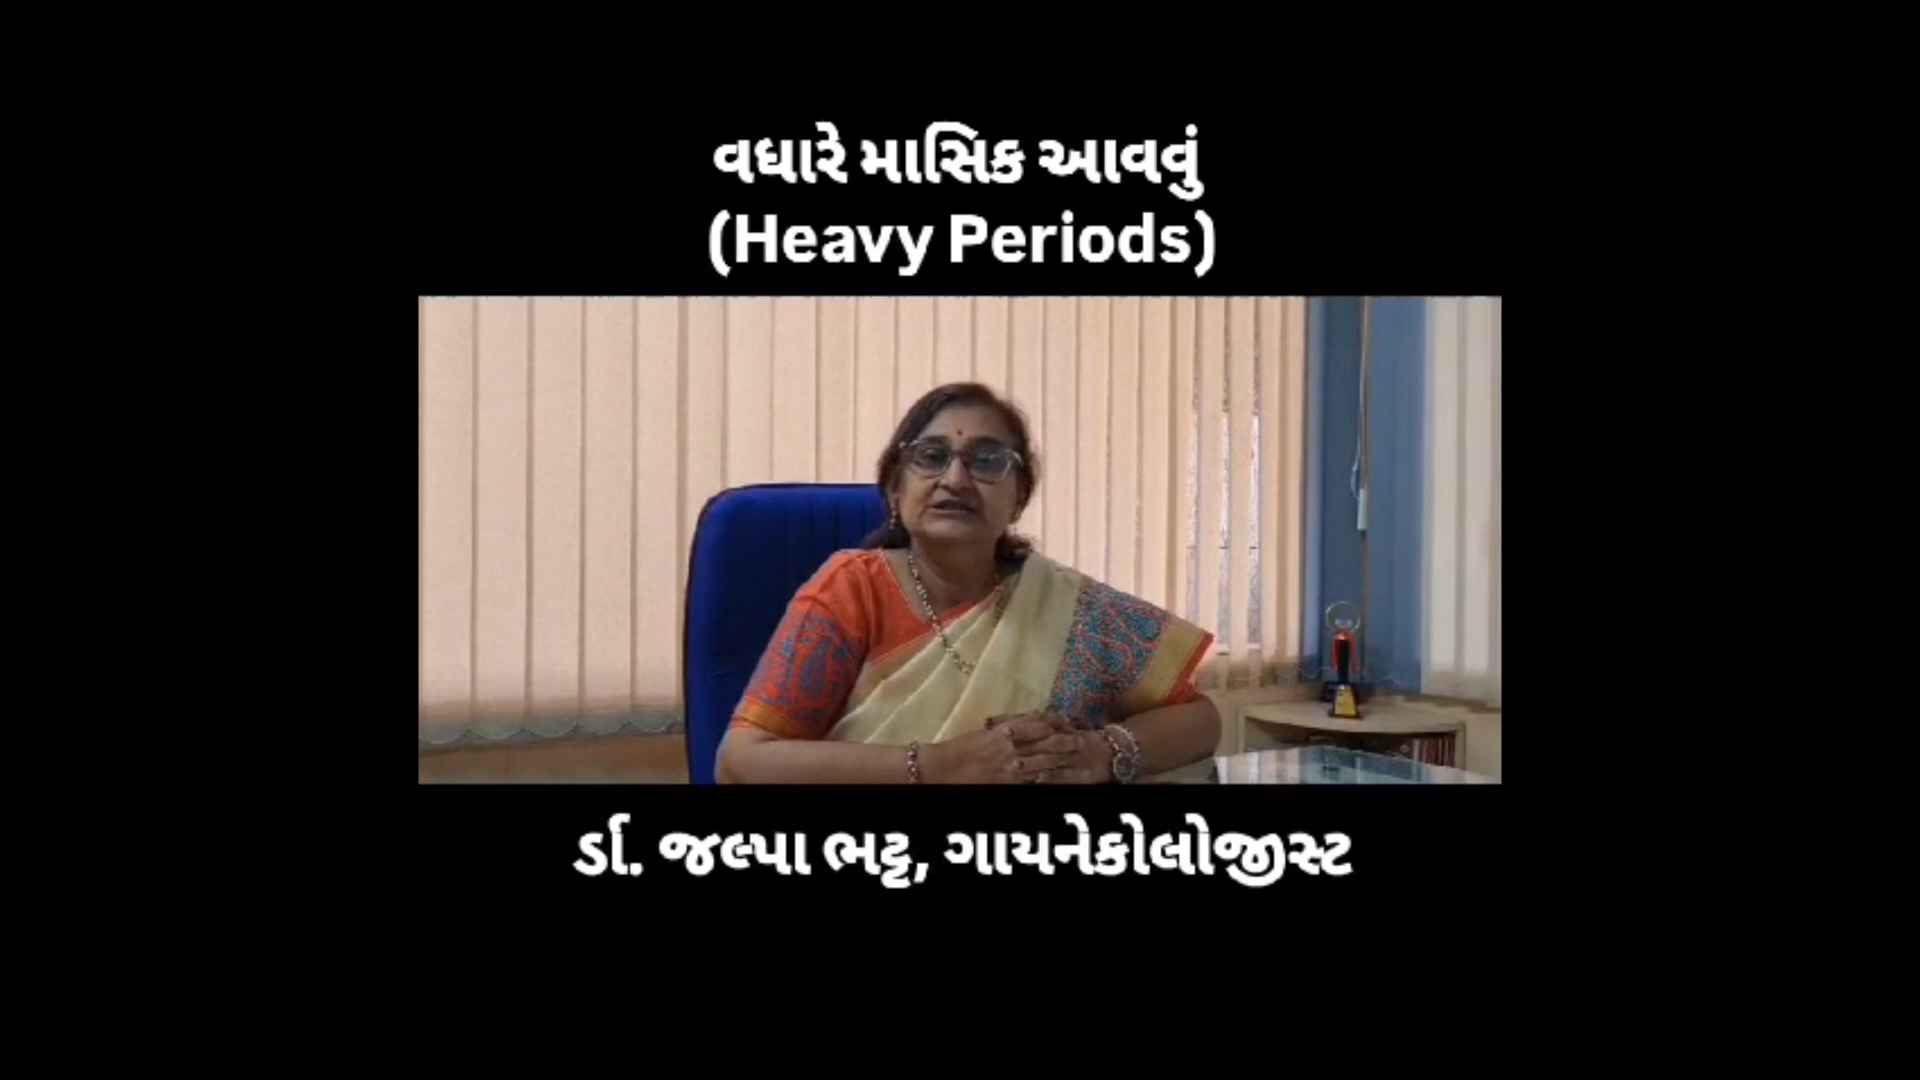 વધારે માસિક આવવું
(Heavy Periods)
ર્ડા. જલ્પા ભટ્ટ, ગાયનેકોલોજીસ્ટ